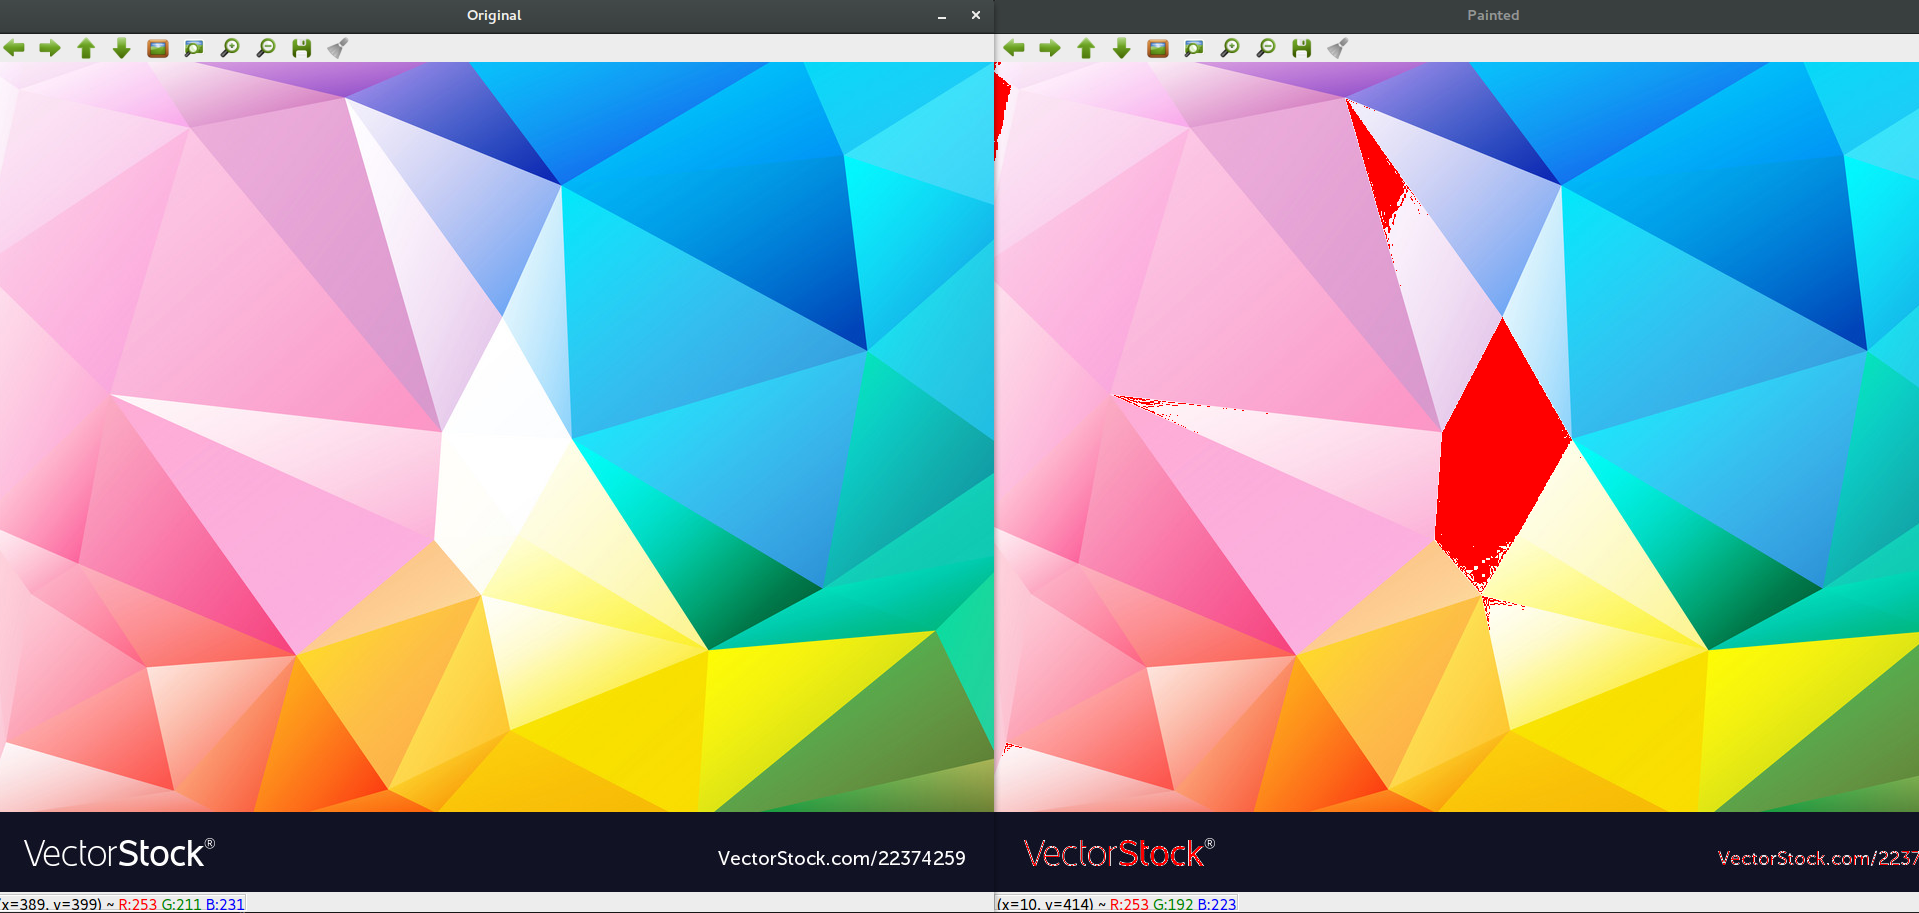 Original
Painted
VectorStock®
VectorStock.com/22374259
VectorStock®
VectorStock.com/2237
(x=389, y=399) ~ R:253 G:211 B:231
(x=10, y=414) ~ R:253 G:192 B:223